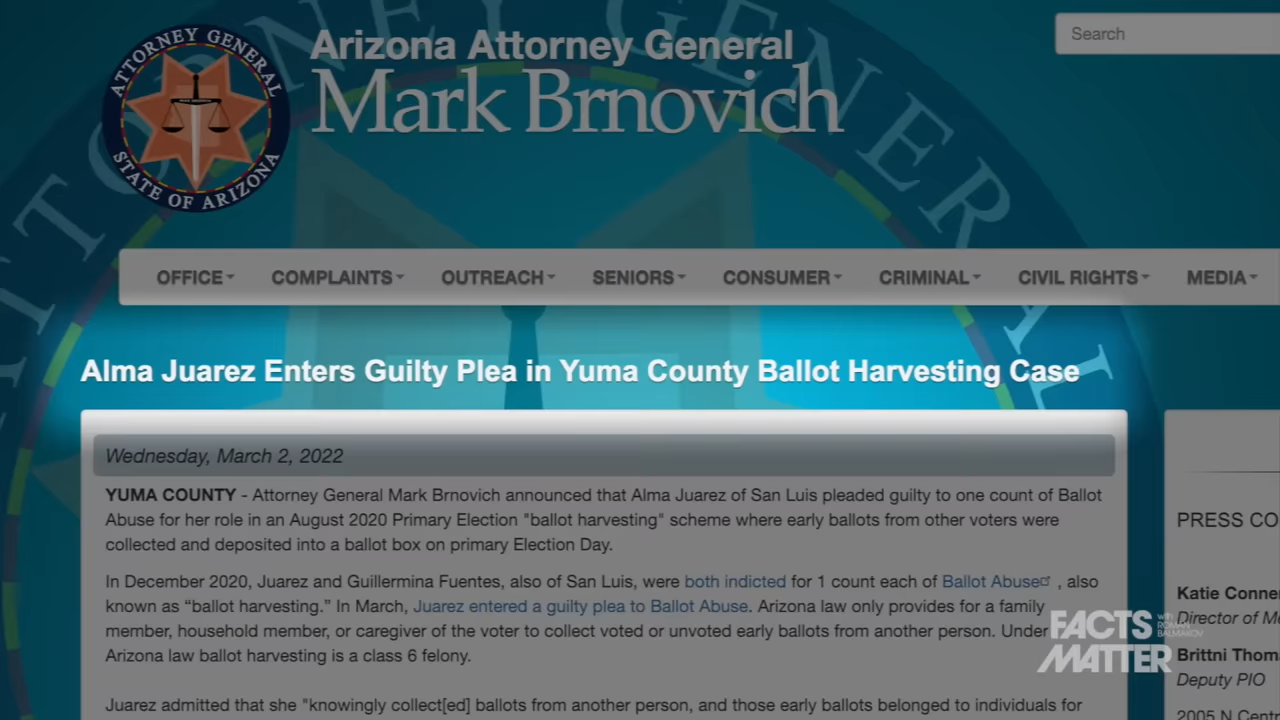 ATTORNEY GENERAL
STATE OF ARIZONA
Arizona Attorney General
Mark Brnovich
Search
OFFICE
COMPLAINTS
OUTREACH
SENIORS
CONSUMER
CRIMINAL
CIVIL RIGHTS
MEDIA
Alma Juarez Enters Guilty Plea in Yuma County Ballot Harvesting Case
Wednesday, March 2, 2022
YUMA COUNTY - Attorney General Mark Brnovich announced that Alma Juarez of San Luis pleaded guilty to one count of Ballot
Abuse for her role in an August 2020 Primary Election "ballot harvesting" scheme where early ballots from other voters were
collected and deposited into a ballot box on primary Election Day.
In December 2020, Juarez and Guillermina Fuentes, also of San Luis, were both indicted for 1 count each of Ballot Abuse , also
known as “ballot harvesting.” In March, Juarez entered a guilty plea to Ballot Abuse. Arizona law only provides for a family
member, household member, or caregiver of the voter to collect voted or unvoted early ballots from another person. Under
Arizona law ballot harvesting is a class 6 felony.
Juarez admitted that she "knowingly collect[ed] ballots from another person, and those early ballots belonged to individuals for
PRESS CO
Katie Conne
Director of Me
Brittni Thom
Deputy PIO
2005 N Centr
FACTS
with
ROMAN
BALMAKOV
MATTER